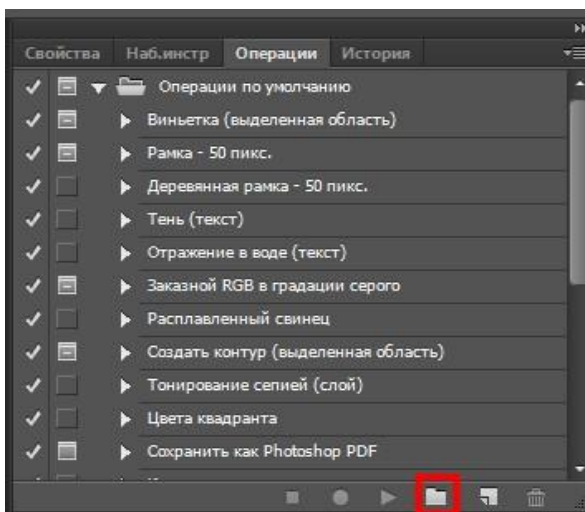 Свойства Наб.инстр Операции История
Операции по умолчанию
Виньетка (выделенная область)
Рамка - 50 пикс.
Деревянная рамка - 50 пикс.
Тень (текст)
Отражение в воде (текст)
Заказной RGB в градации серого
Расплавленный свинец
Создать контур (выделенная область)
Тонирование сепией (слой)
Цвета квадранта
Сохранить как Photoshop PDF